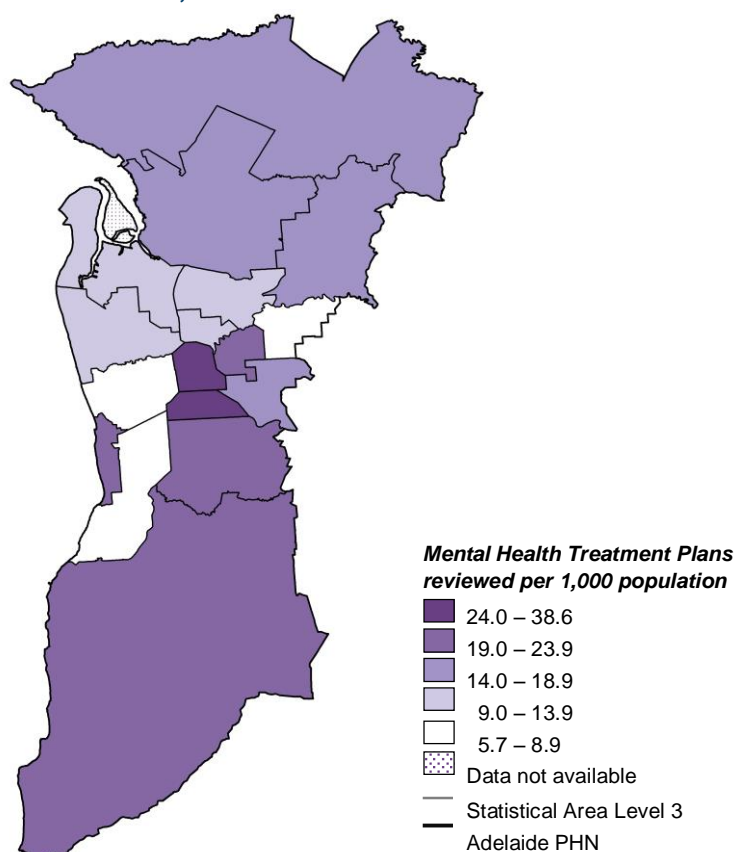 Mental Health Treatment Plans
reviewed per 1,000 population
24.0 – 38.6
19.0 – 23.9
14.0 – 18.9
9.0 – 13.9
5.7 – 8.9
Data not available
Statistical Area Level 3
Adelaide PHN